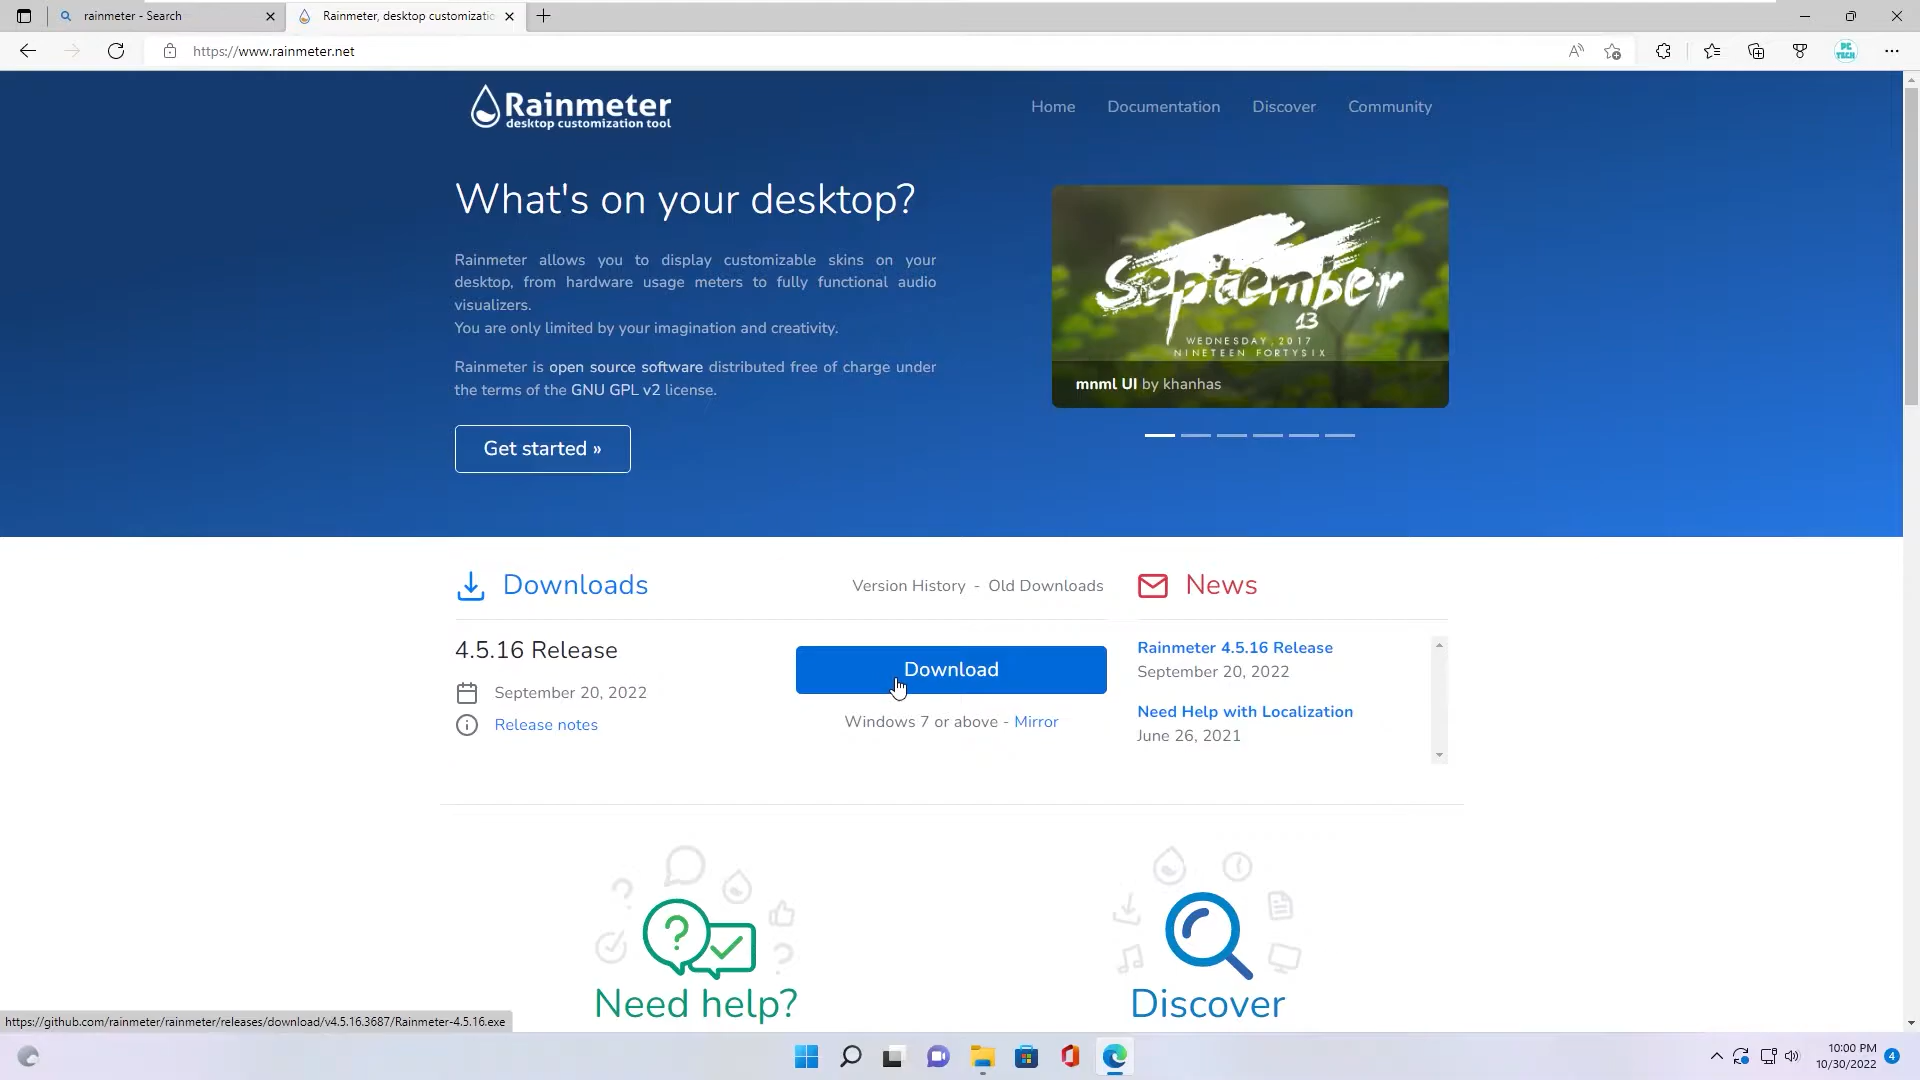 rainmeter - Search
Rainmeter, desktop customizatio
https://www.rainmeter.net
PC
TECH
Rainmeter
desktop customization tool
Home
Documentation
Discover
Community
What's on your desktop?
Rainmeter allows you to display customizable skins on your
desktop, from hardware usage meters to fully functional audio
visualizers.
You are only limited by your imagination and creativity.
Rainmeter is open source software distributed free of charge under
the terms of the GNU GPL v2 license.
Get started »
September
13
WEDNESDAY, 2017
NINETEEN FORTYSIX
mnml UI by khanhas
Downloads
Version History - Old Downloads
4.5.16 Release
September 20, 2022
Release notes
Download
Windows 7 or above - Mirror
News
Rainmeter 4.5.16 Release
September 20, 2022
Need Help with Localization
June 26, 2021
Need help?
Discover
https://github.com/rainmeter/rainmeter/releases/download/v4.5.16.3687/Rainmeter-4.5.16.exe
10:00 PM
10/30/2022
4